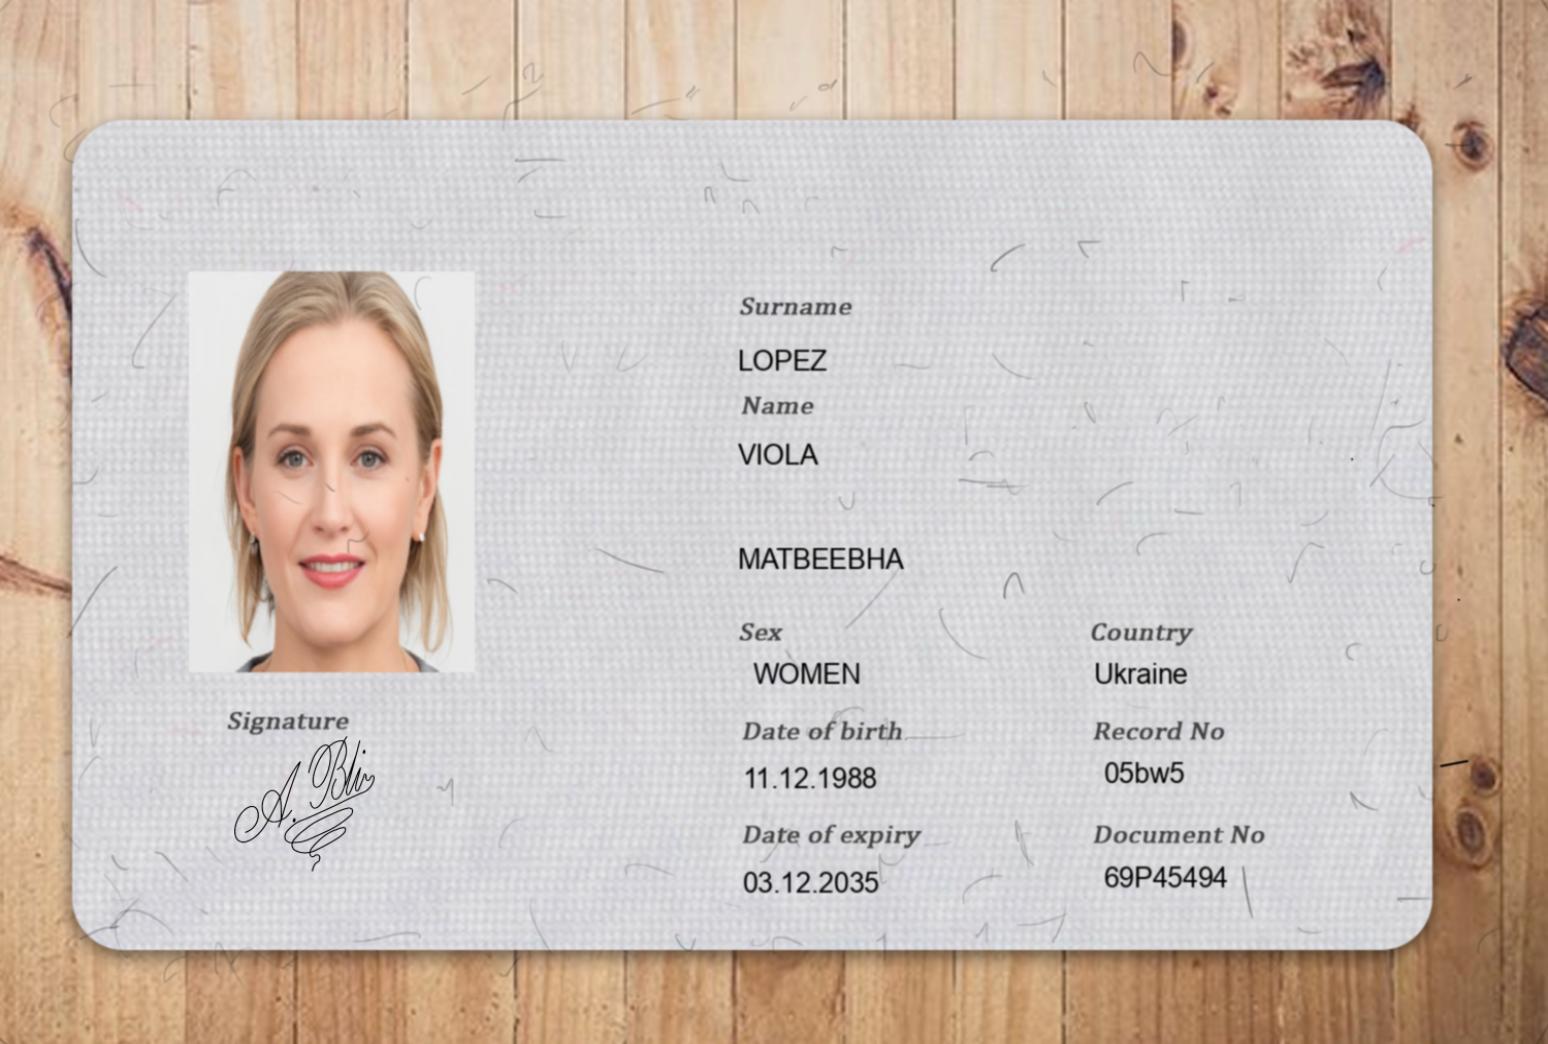 Surname
LOPEZ
Name
VIOLA
MATBEEBHA
Sex
Country
WOMEN
Ukraine
Date of birth
Record No
11.12.1988
05bw5
Date of expiry
Document No
03.12.2035
69P45494
Signature
A. Bli